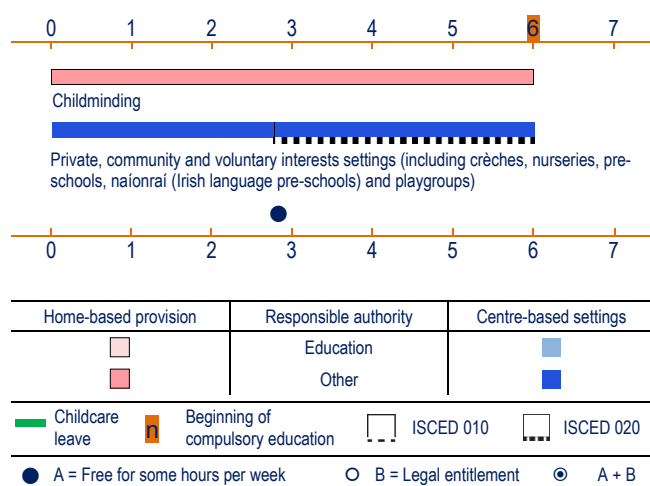 0 1 2 3 4 5 6 7
Childminding
Private, community and voluntary interests settings (including crèches, nurseries, pre-
schools, naíonraí (Irish language pre-schools) and playgroups)
0 1 2 3 4 5 6 7
Home-based provision Responsible authority Centre-based settings
Education
Other
Childcare
leave
n
Beginning of
compulsory education
ISCED 010
ISCED 020
A = Free for some hours per week B = Legal entitlement A + B